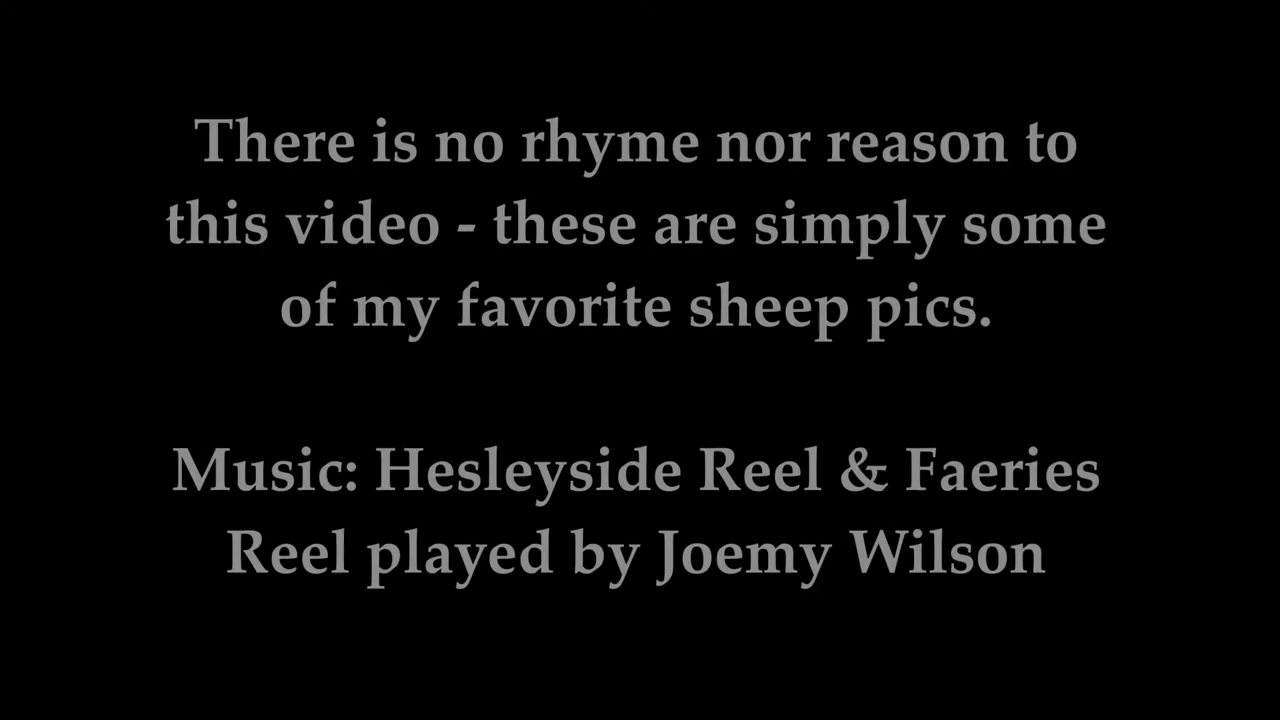 There is no rhyme nor reason to
this video - these are simply some
of my favorite sheep pics.
Music: Hesleyside Reel & Faeries
Reel played by Joemy Wilson